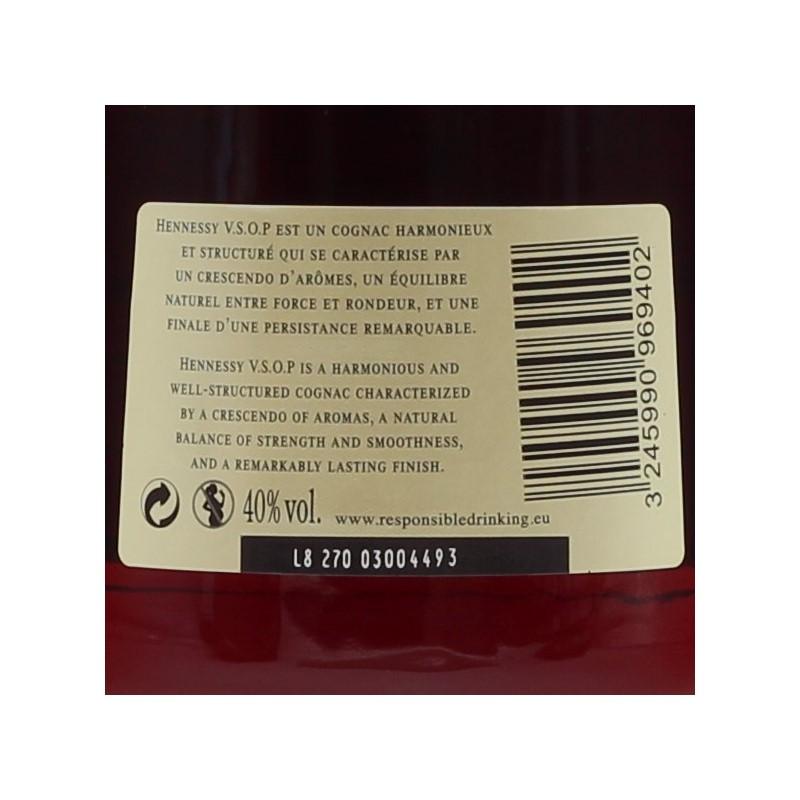 HENNESSY V.S.O.P EST UN COGNAC HARMONIEUX
ET STRUCTURÉ QUI SE CARACTÉRISE PAR
UN CRESCENDO D'ARÔMES, UN ÉQUILIBRE
NATUREL ENTRE FORCE ET RONDEUR, ET UNE
FINALE D'UNE PERSISTANCE REMARQUABLE.
HENNESSY V.S.O.P IS A HARMONIOUS AND
WELL-STRUCTURED COGNAC CHARACTERIZED
BY A CRESCENDO OF AROMAS, A NATURAL
BALANCE OF STRENGTH AND SMOOTHNESS,
AND A REMARKABLY LASTING FINISH.
40% vol. www.responsibledrinking.eu
L8 270 03004493
3 245990 969402